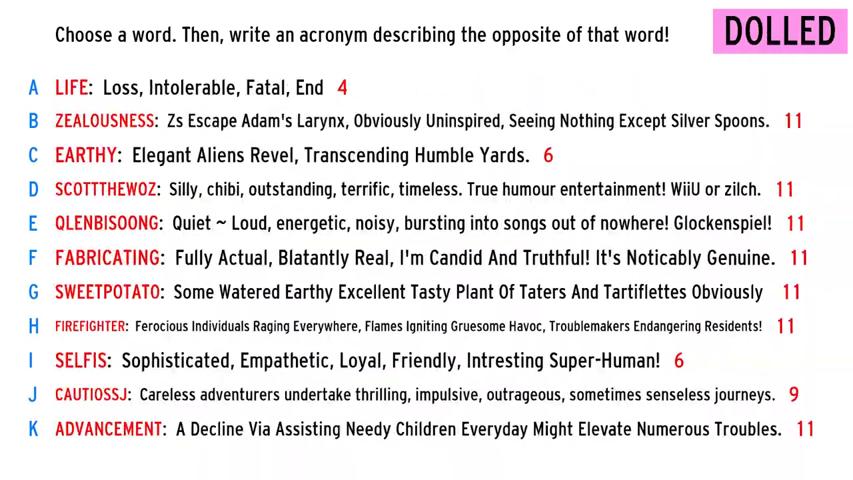 Choose a word. Then, write an acronym describing the opposite of that word! DOLLED
A LIFE: Loss, Intolerable, Fatal, End 4
B ZEALOUSNESS: Zs Escape Adam's Larynx, Obviously Uninspired, Seeing Nothing Except Silver Spoons. 11
C EARTHY: Elegant Aliens Revel, Transcending Humble Yards. 6
D SCOTTTHEWOZ: Silly, chibi, outstanding, terrific, timeless. True humour entertainment! WiiU or zilch. 11
E QLENBISOONG: Quiet ~ Loud, energetic, noisy, bursting into songs out of nowhere! Glockenspiel! 11
F FABRICATING: Fully Actual, Blatantly Real, I'm Candid And Truthful! It's Noticably Genuine. 11
G SWEETPOTATO: Some Watered Earthy Excellent Tasty Plant Of Taters And Tartiflettes Obviously 11
H FIREFIGHTER: Ferocious Individuals Raging Everywhere, Flames Igniting Gruesome Havoc, Troublemakers Endangering Residents! 11
I SELFIS: Sophisticated, Empathetic, Loyal, Friendly, Intresting Super-Human! 6
J CAUTIOSSJ: Careless adventurers undertake thrilling, impulsive, outrageous, sometimes senseless journeys. 9
K ADVANCEMENT: A Decline Via Assisting Needy Children Everyday Might Elevate Numerous Troubles. 11